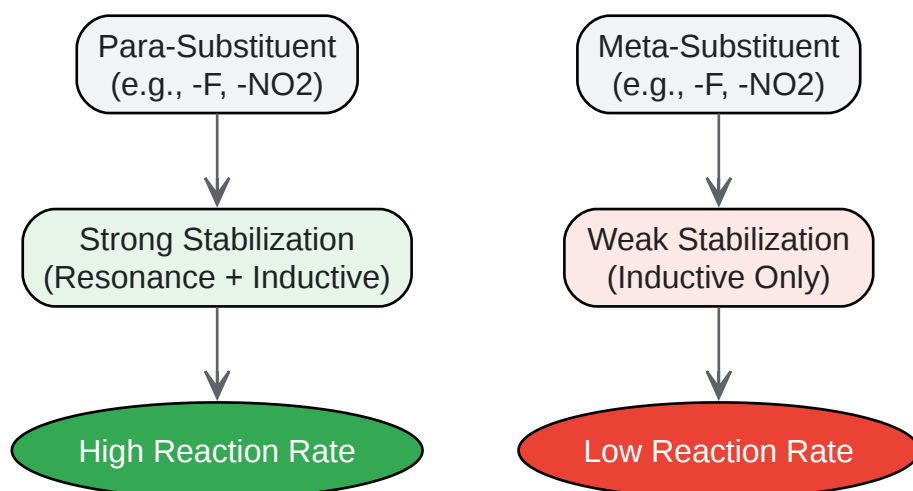 Para-Substituent
(e.g., -F, -NO2)
Meta-Substituent
(e.g., -F, -NO2)
Strong Stabilization
(Resonance + Inductive)
Weak Stabilization
(Inductive Only)
High Reaction Rate
Low Reaction Rate